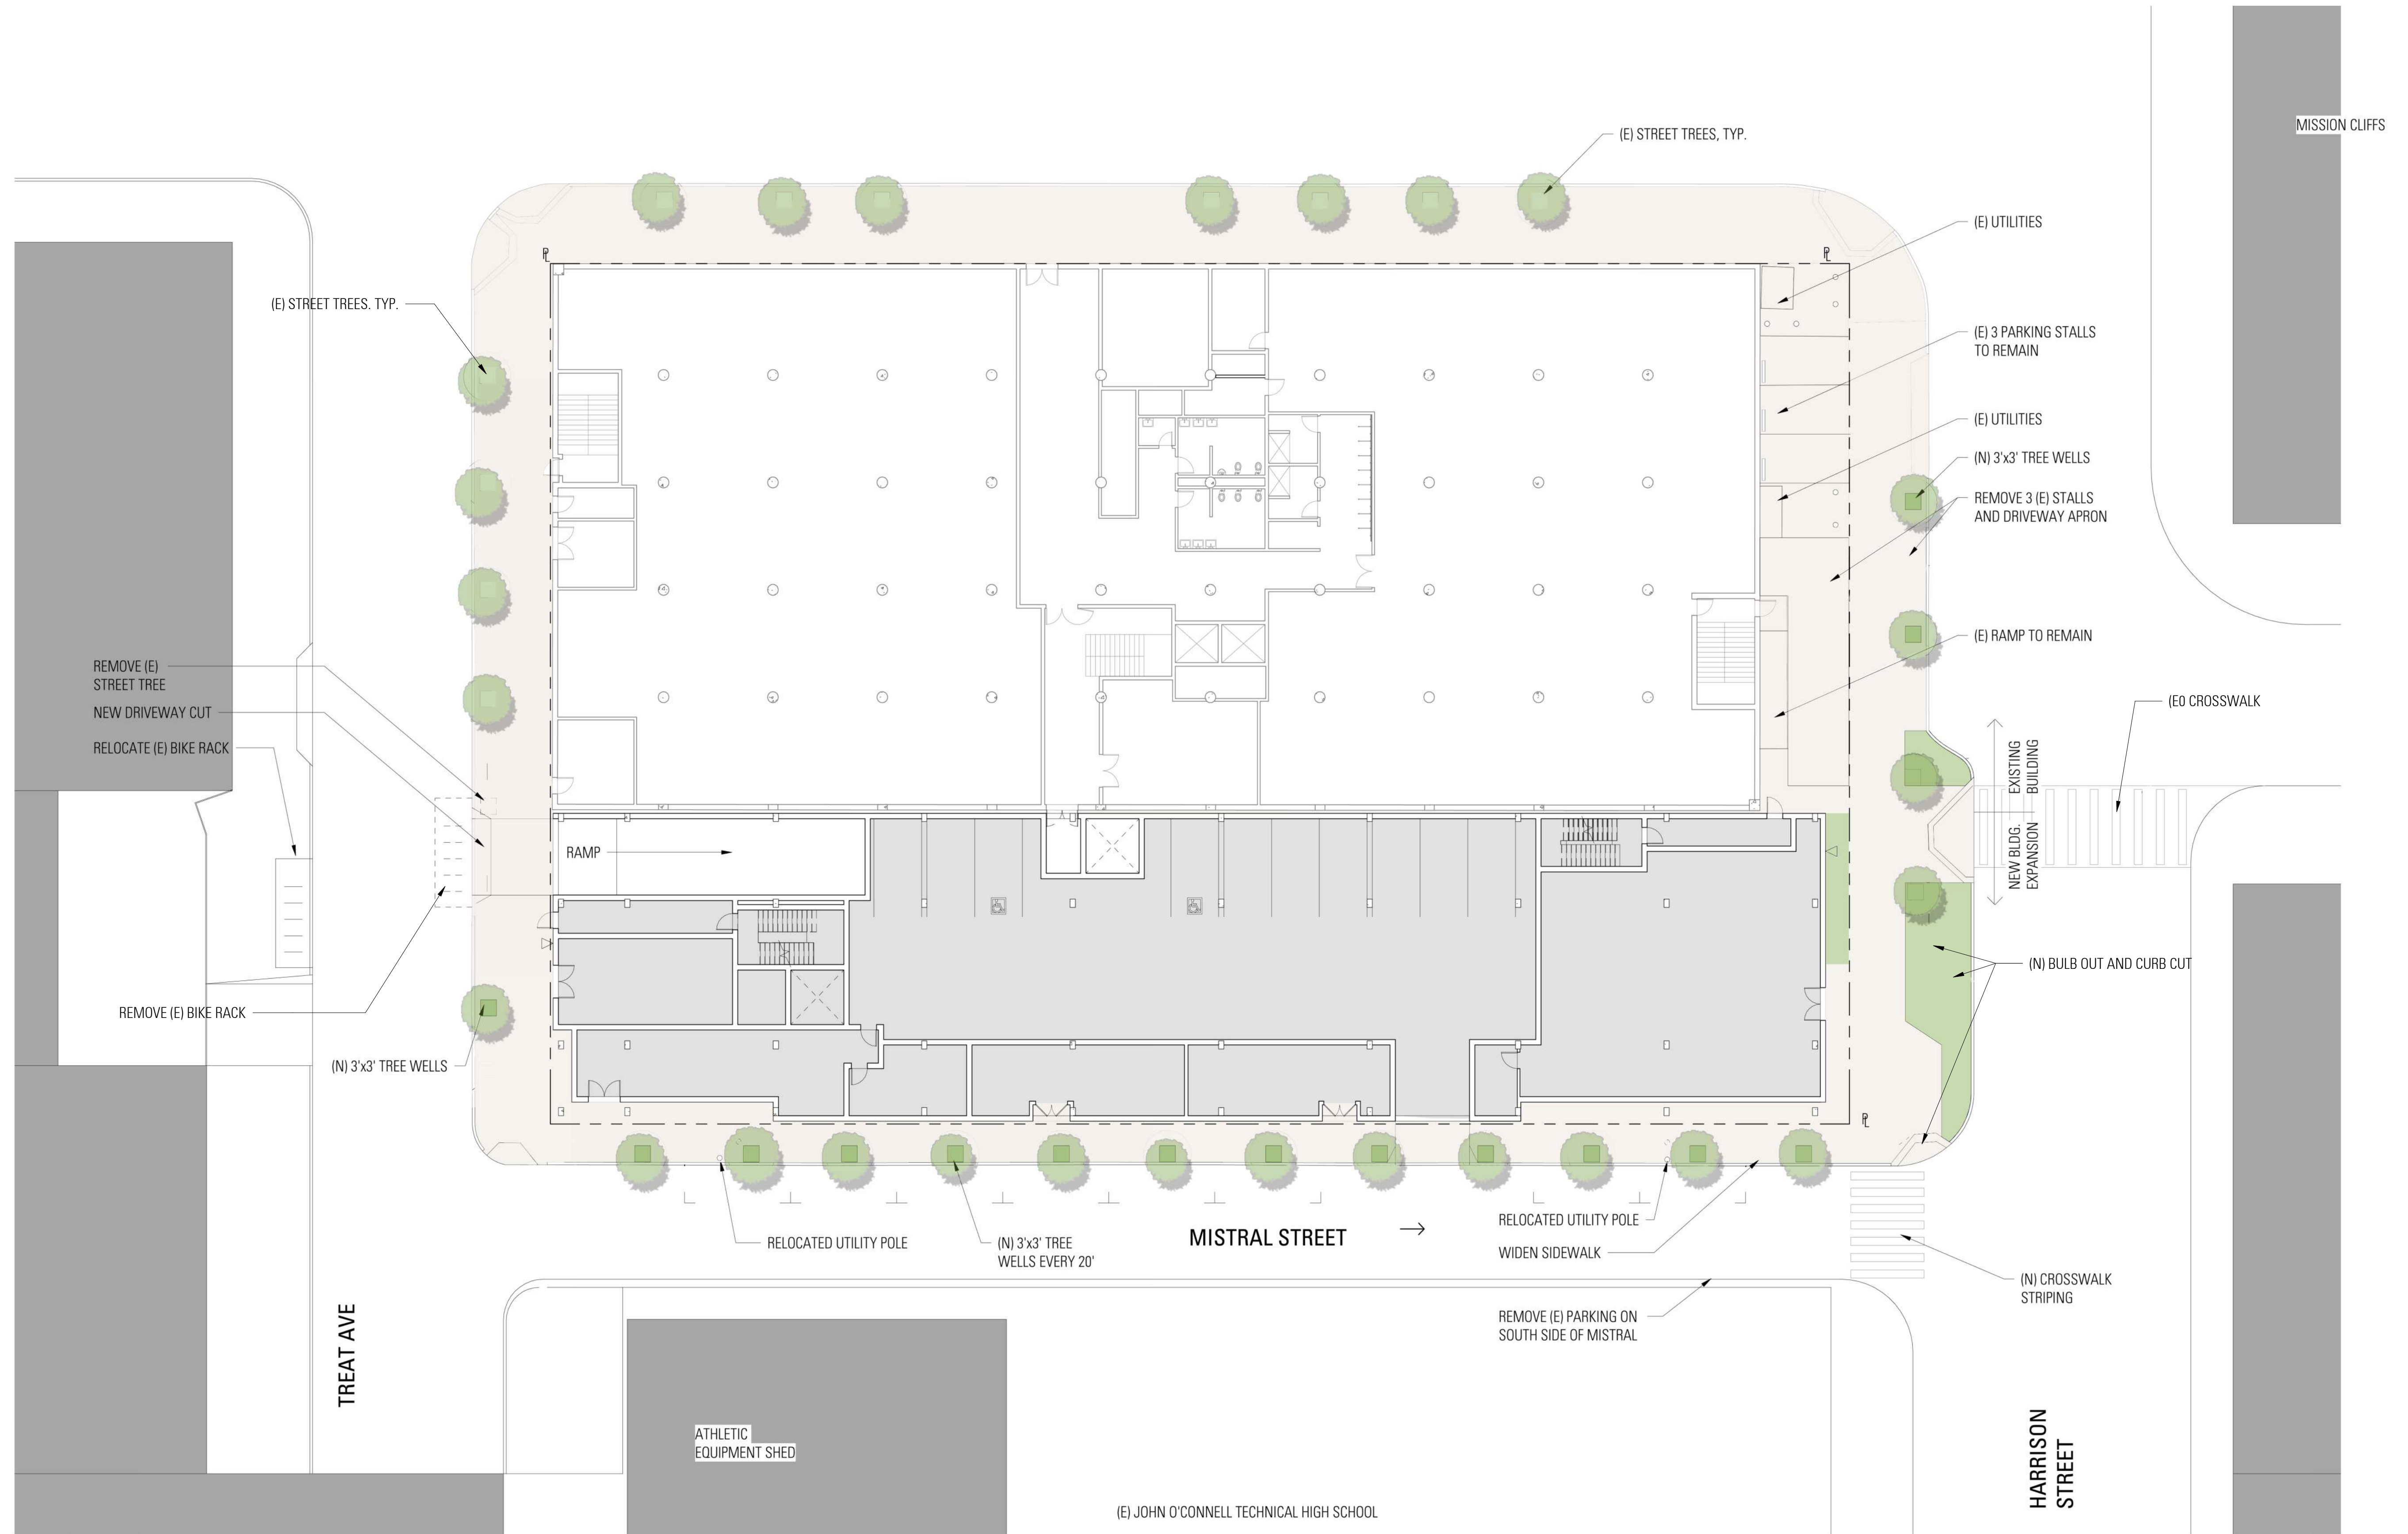 MISSION CLIFFS
(E) STREET TREES, TYP.
(E) UTILITIES
(E) STREET TREES. TYP.
(E) 3 PARKING STALLS
TO REMAIN
(E) UTILITIES
(N) 3'x3' TREE WELLS
REMOVE 3 (E) STALLS
AND DRIVEWAY APRON
(E) RAMP TO REMAIN
REMOVE (E)
STREET TREE
NEW DRIVEWAY CUT
RELOCATE (E) BIKE RACK
(E0 CROSSWALK
EXISTING
BUILDING
NEW BLDG.
EXPANSION
RAMP
(N) BULB OUT AND CURB CUT
REMOVE (E) BIKE RACK
(N) 3'x3' TREE WELLS
PL
PL
PL
RELOCATED UTILITY POLE
(N) 3'x3' TREE
WELLS EVERY 20'
MISTRAL STREET
RELOCATED UTILITY POLE
WIDEN SIDEWALK
(N) CROSSWALK
STRIPING
REMOVE (E) PARKING ON
SOUTH SIDE OF MISTRAL
TREAT AVE
ATHLETIC
EQUIPMENT SHED
HARRISON
STREET
(E) JOHN O'CONNELL TECHNICAL HIGH SCHOOL